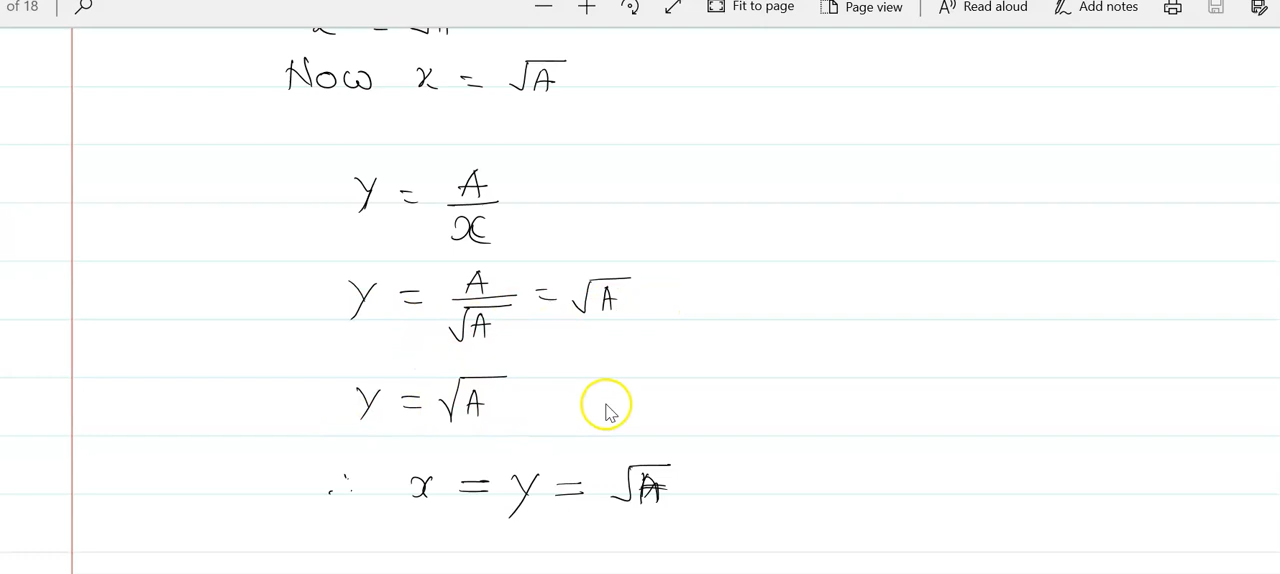 of 18 Fit to page Page view Read aloud Add notes
Now x = √A
y = A/x
y = A/√A = √A
y = √A
∴ x = y = √A